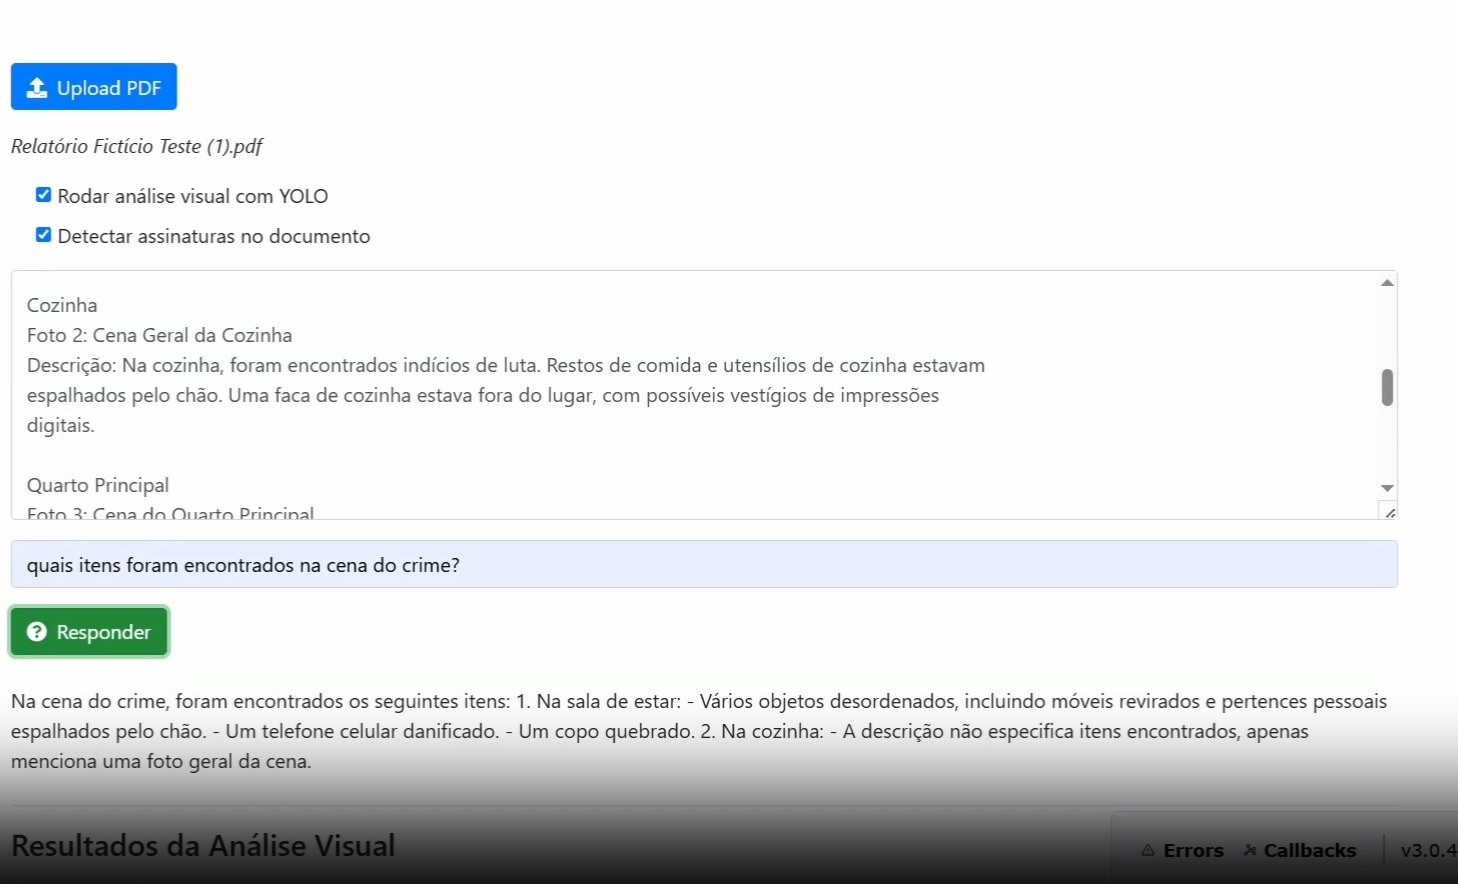 Upload PDF
Relatório Fictício Teste (1).pdf
Rodar análise visual com YOLO
Detectar assinaturas no documento
Cozinha
Foto 2: Cena Geral da Cozinha
Descrição: Na cozinha, foram encontrados indícios de luta. Restos de comida e utensílios de cozinha estavam
espalhados pelo chão. Uma faca de cozinha estava fora do lugar, com possíveis vestígios de impressões
digitais.
Quarto Principal
Foto 3: Cena do Quarto Principal
quais itens foram encontrados na cena do crime?
Responder
Na cena do crime, foram encontrados os seguintes itens: 1. Na sala de estar: - Vários objetos desordenados, incluindo móveis revirados e pertences pessoais
espalhados pelo chão. - Um telefone celular danificado. - Um copo quebrado. 2. Na cozinha: - A descrição não especifica itens encontrados, apenas
menciona uma foto geral da cena.
Resultados da Análise Visual
Errors Callbacks v3.0.4